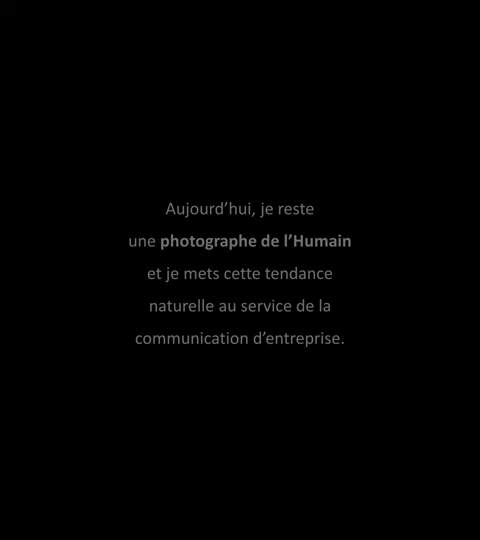 Aujourd’hui, je reste
une photographe de l’Humain
et je mets cette tendance
naturelle au service de la
communication d’entreprise.